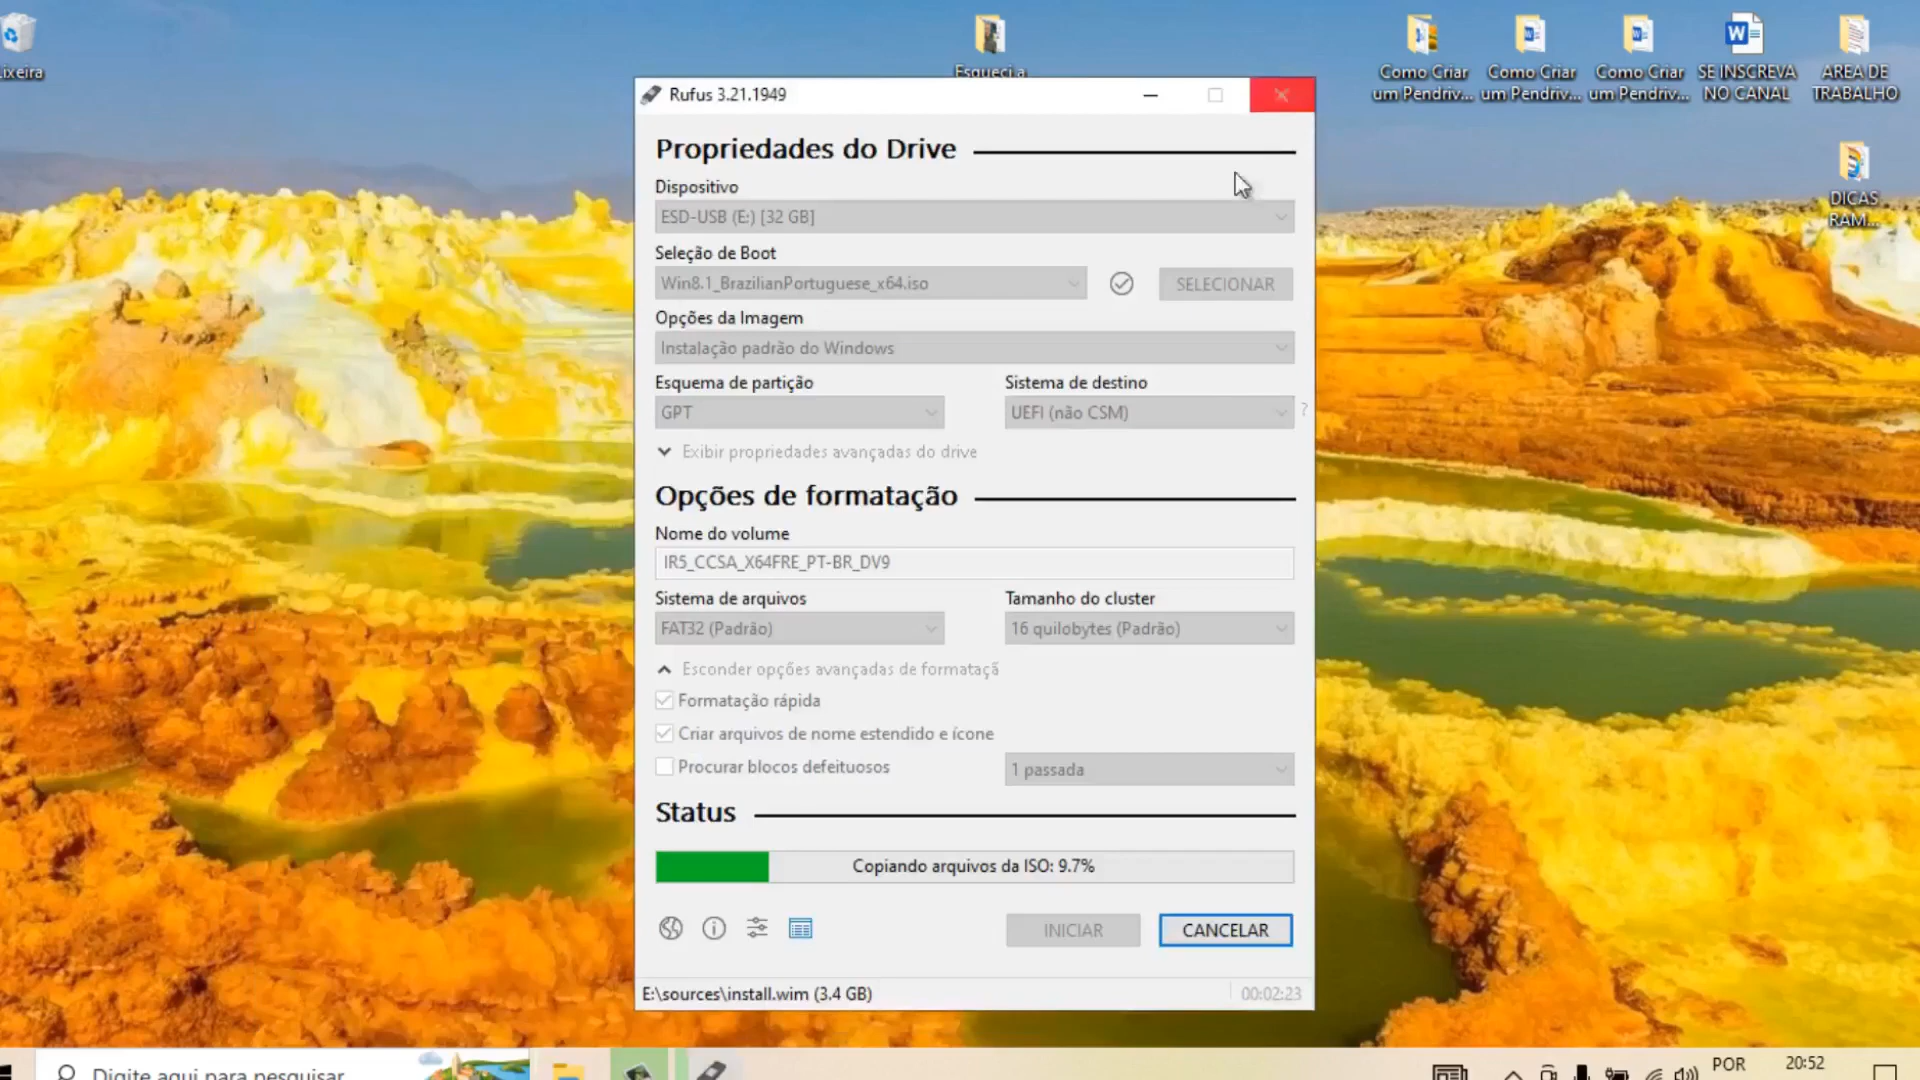 ixeira
Esqueci a
Como Criar
um Pendriv...
Como Criar
um Pendriv...
Como Criar
um Pendriv...
SE INSCREVA
NO CANAL
AREA DE
TRABALHO
DICAS
RAM...
Rufus 3.21.1949
Propriedades do Drive
Dispositivo
ESD-USB (E:) [32 GB]
Seleção de Boot
Win8.1_BrazilianPortuguese_x64.iso
SELECIONAR
Opções da Imagem
Instalação padrão do Windows
Esquema de partição
Sistema de destino
GPT
UEFI (não CSM)
?
Exibir propriedades avançadas do drive
Opções de formatação
Nome do volume
IR5_CCSA_X64FRE_PT-BR_DV9
Sistema de arquivos
Tamanho do cluster
FAT32 (Padrão)
16 quilobytes (Padrão)
Esconder opções avançadas de formataçã
Formatação rápida
Criar arquivos de nome estendido e ícone
Procurar blocos defeituosos
1 passada
Status
Copiando arquivos da ISO: 9.7%
INICIAR
CANCELAR
E:\sources\install.wim (3.4 GB)
00:02:23
Digite aqui para pesquisar
POR
20:52